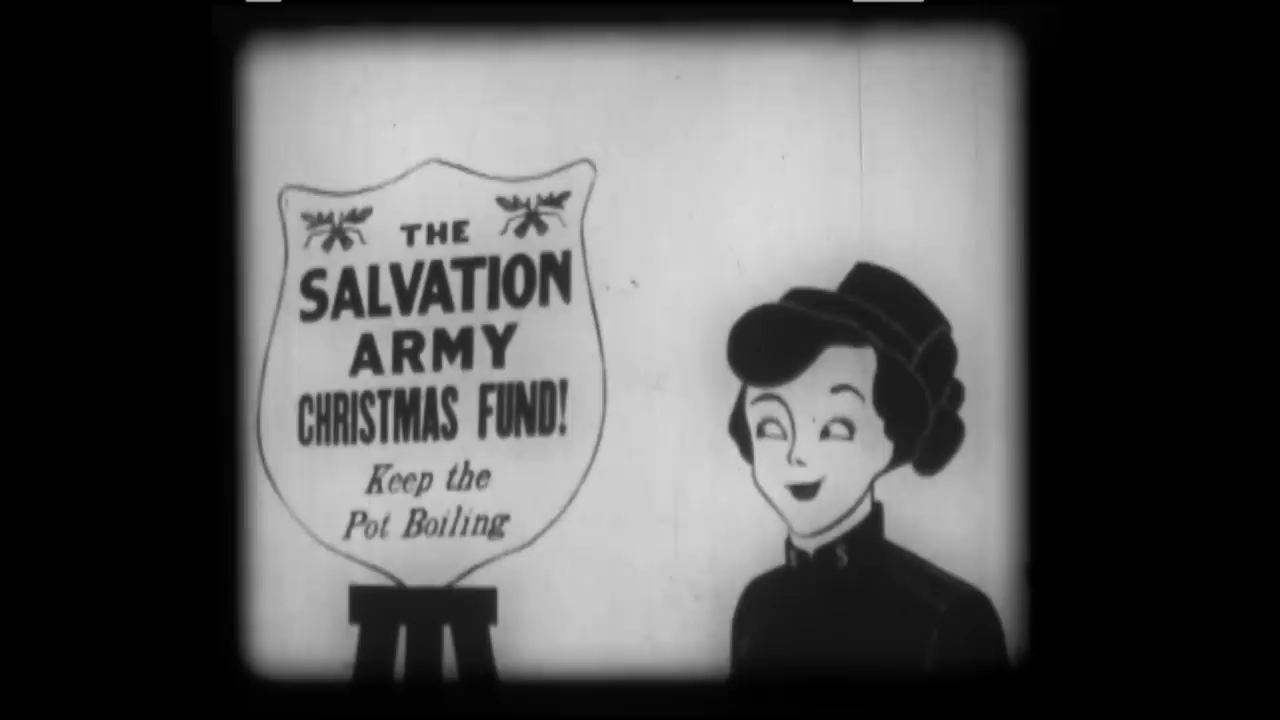 THE
SALVATION
ARMY
CHRISTMAS FUND!
Keep the
Pot Boiling
S S